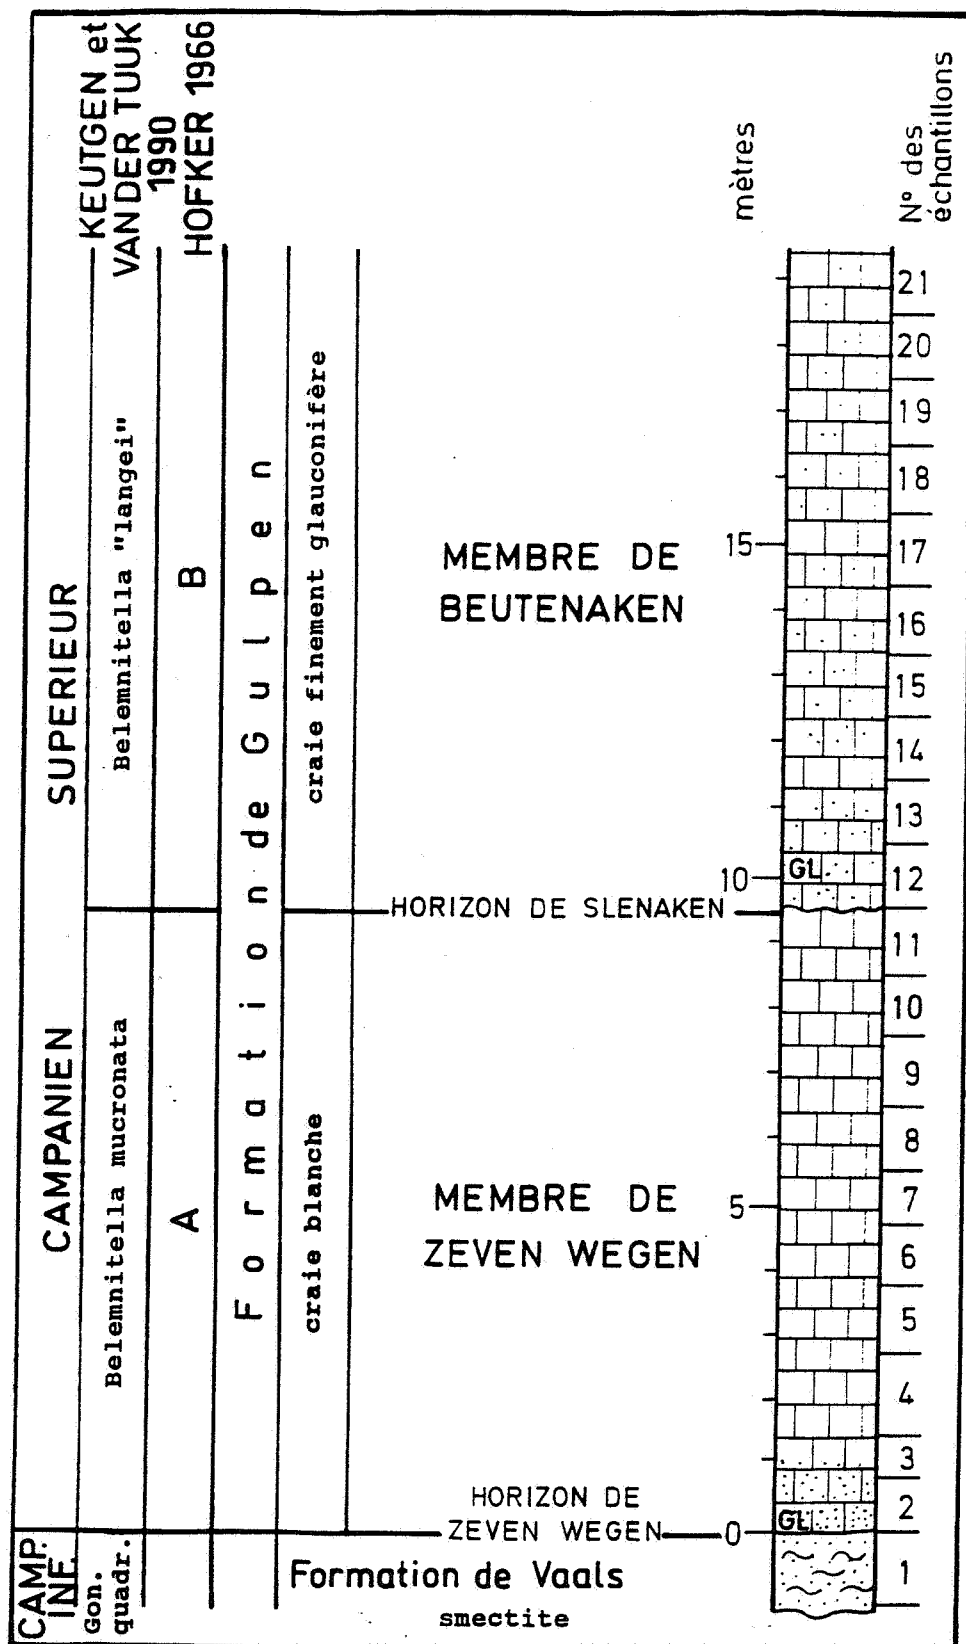 KEUTGEN et
VAN DER TUUK
1990
HOFKER 1966
mètres
N° des
échantillons
CAMPANIEN SUPERIEUR
Belemnitella "langei"
B
Formation de Gulpen
craie finement glauconifère
MEMBRE DE
BEUTENAKEN
21
20
19
18
15
17
16
15
14
13
10
GL
12
HORIZON DE SLENAKEN
11
10
9
8
Belemnitella mucronata
A
craie blanche
MEMBRE DE
ZEVEN WEGEN
5
7
6
5
4
3
HORIZON DE
ZEVEN WEGEN
0
GL
2
CAMP.
INF.
Gon.
quadr.
Formation de Vaals
smectite
1